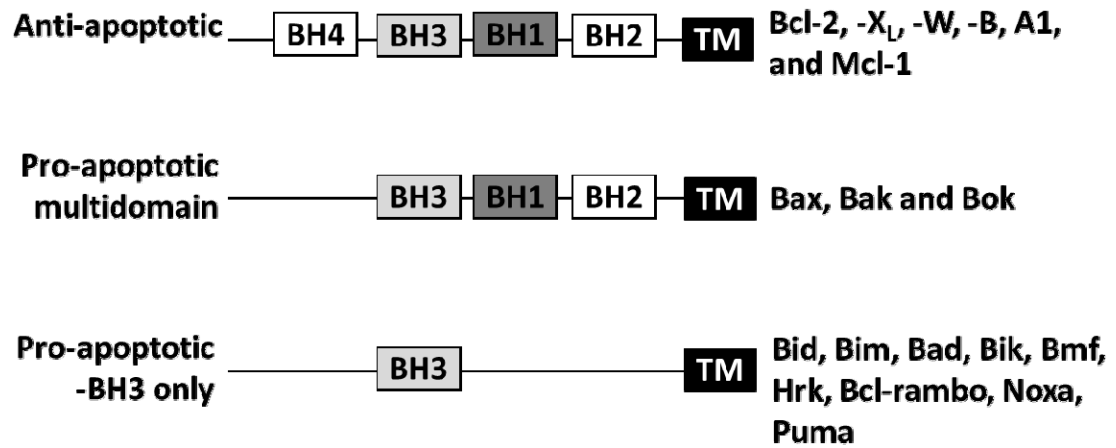 Anti-apoptotic BH4 BH3 BH1 BH2 TM Bcl-2, -XL, -W, -B, A1,
and Mcl-1
Pro-apoptotic
multidomain BH3 BH1 BH2 TM Bax, Bak and Bok
Pro-apoptotic
-BH3 only BH3 TM Bid, Bim, Bad, Bik, Bmf,
Hrk, Bcl-rambo, Noxa,
Puma